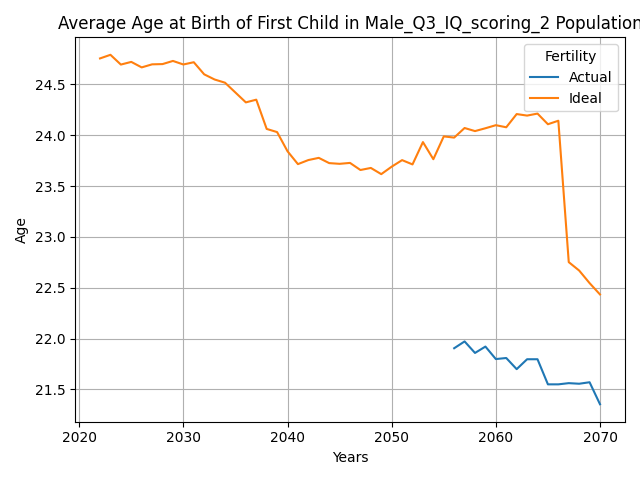 Average Age at Birth of First Child in Male_Q3_IQ_scoring_2 Population
Fertility
Actual
Ideal
Age
24.5
24.0
23.5
23.0
22.5
22.0
21.5
2020 2030 2040 2050 2060 2070
Years